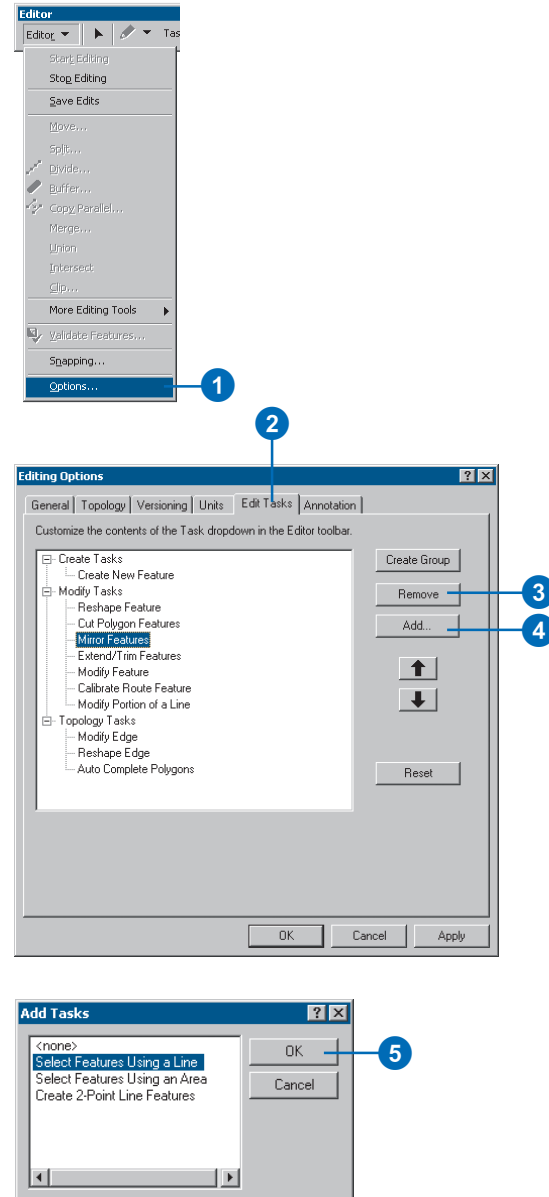 Editor
Editor Tas
Start Editing
Stop Editing
Save Edits
Move...
Split...
Divide...
Buffer...
Copy Parallel...
Merge...
Union
Intersect
Clip...
More Editing Tools
Validate Features...
Snapping...
Options...
1
2
Editing Options
General Topology Versioning Units Edit Tasks Annotation
Customize the contents of the Task dropdown in the Editor toolbar.
Create Tasks
Create New Feature
Modify Tasks
Reshape Feature
Cut Polygon Features
Mirror Features
Extend/Trim Features
Modify Feature
Calibrate Route Feature
Modify Portion of a Line
Topology Tasks
Modify Edge
Reshape Edge
Auto Complete Polygons
Create Group
Remove
3
Add...
4
Reset
OK Cancel Apply
Add Tasks
<none>
Select Features Using a Line
Select Features Using an Area
Create 2-Point Line Features
OK
5
Cancel